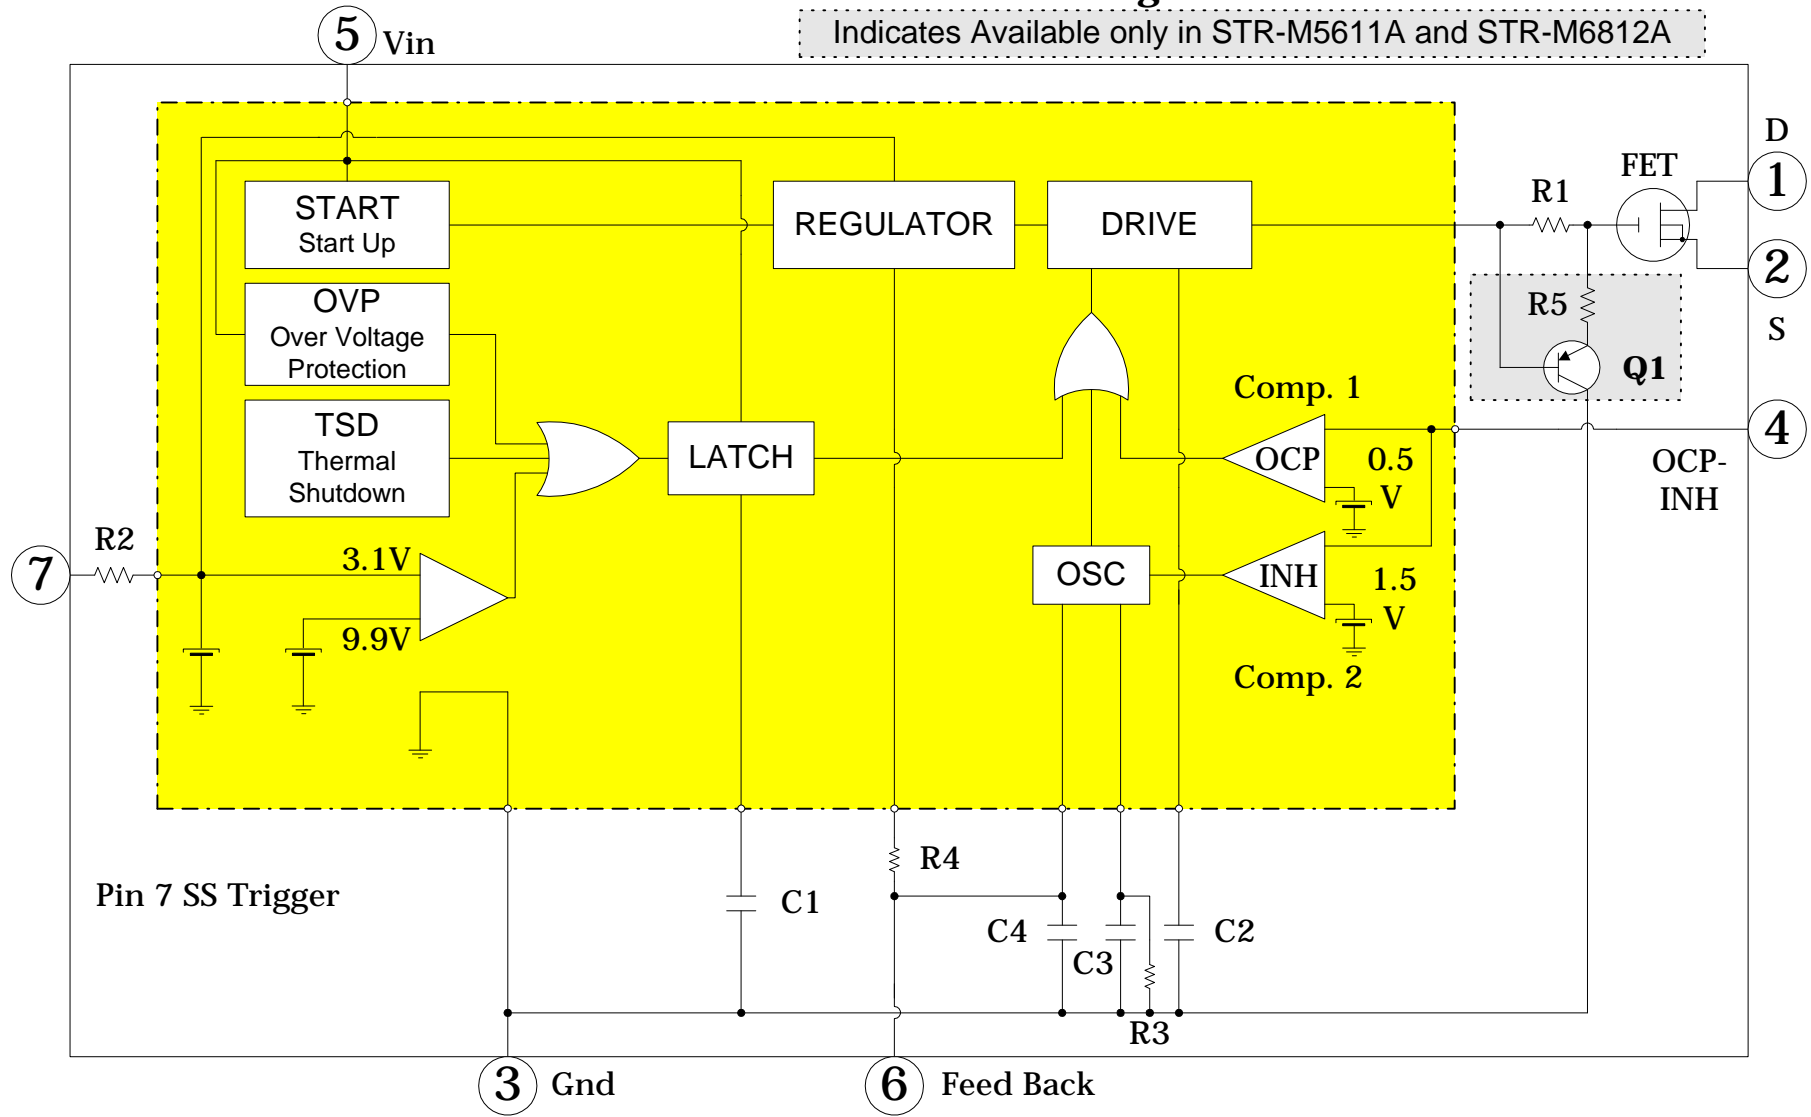 Indicates Available only in STR-M5611A and STR-M6812A
5 Vin
START
Start Up
REGULATOR
DRIVE
R1
FET
D
1
2
S
OVP
Over Voltage
Protection
R5
Q1
TSD
Thermal
Shutdown
LATCH
Comp. 1
OCP
0.5
V
4
OCP-
INH
R2
7
3.1V
9.9V
OSC
INH
1.5
V
Comp. 2
Pin 7 SS Trigger
C1
R4
C4
C3
C2
R3
3 Gnd
6 Feed Back